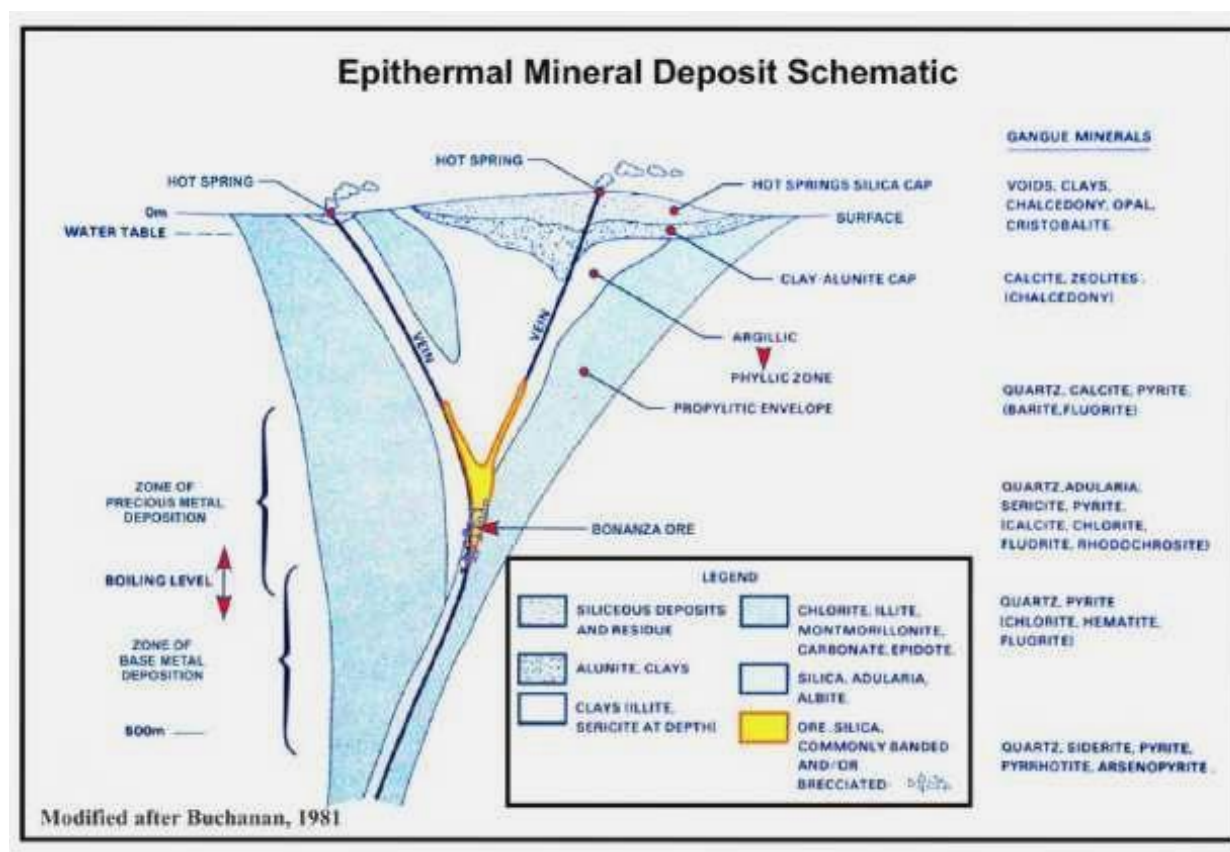 Epithermal Mineral Deposit Schematic
HOT SPRING
HOT SPRING
0m
WATER TABLE
HOT SPRINGS SILICA CAP
SURFACE
CLAY-ALUNITE CAP
VEIN
VEIN
ARGILLIC
PHYLLIC ZONE
PROPYLITIC ENVELOPE
ZONE OF
PRECIOUS METAL
DEPOSITION
BOILING LEVEL
ZONE OF
BASE METAL
DEPOSITION
500m
BONANZA ORE
GANGUE MINERALS
VOIDS, CLAYS,
CHALCEDONY, OPAL,
CRISTOBALITE.
CALCITE, ZEOLITES.
(CHALCEDONY)
QUARTZ, CALCITE, PYRITE
(BARITE, FLUORITE)
QUARTZ, ADULARIA,
SERICITE, PYRITE,
(CALCITE, CHLORITE,
FLUORITE, RHODOCHROSITE)
QUARTZ, PYRITE
(CHLORITE, HEMATITE,
FLUORITE)
QUARTZ, SIDERITE, PYRITE,
PYRRHOTITE, ARSENOPYRITE.
LEGEND
SILICEOUS DEPOSITS
AND RESIDUE
ALUNITE, CLAYS
CLAYS (ILLITE,
SERICITE AT DEPTH)
CHLORITE, ILLITE,
MONTMORILLONITE,
CARBONATE, EPIDOTE.
SILICA, ADULARIA,
ALBITE.
ORE. SILICA,
COMMONLY BANDED
AND/OR
BRECCIATED
Modified after Buchanan, 1981